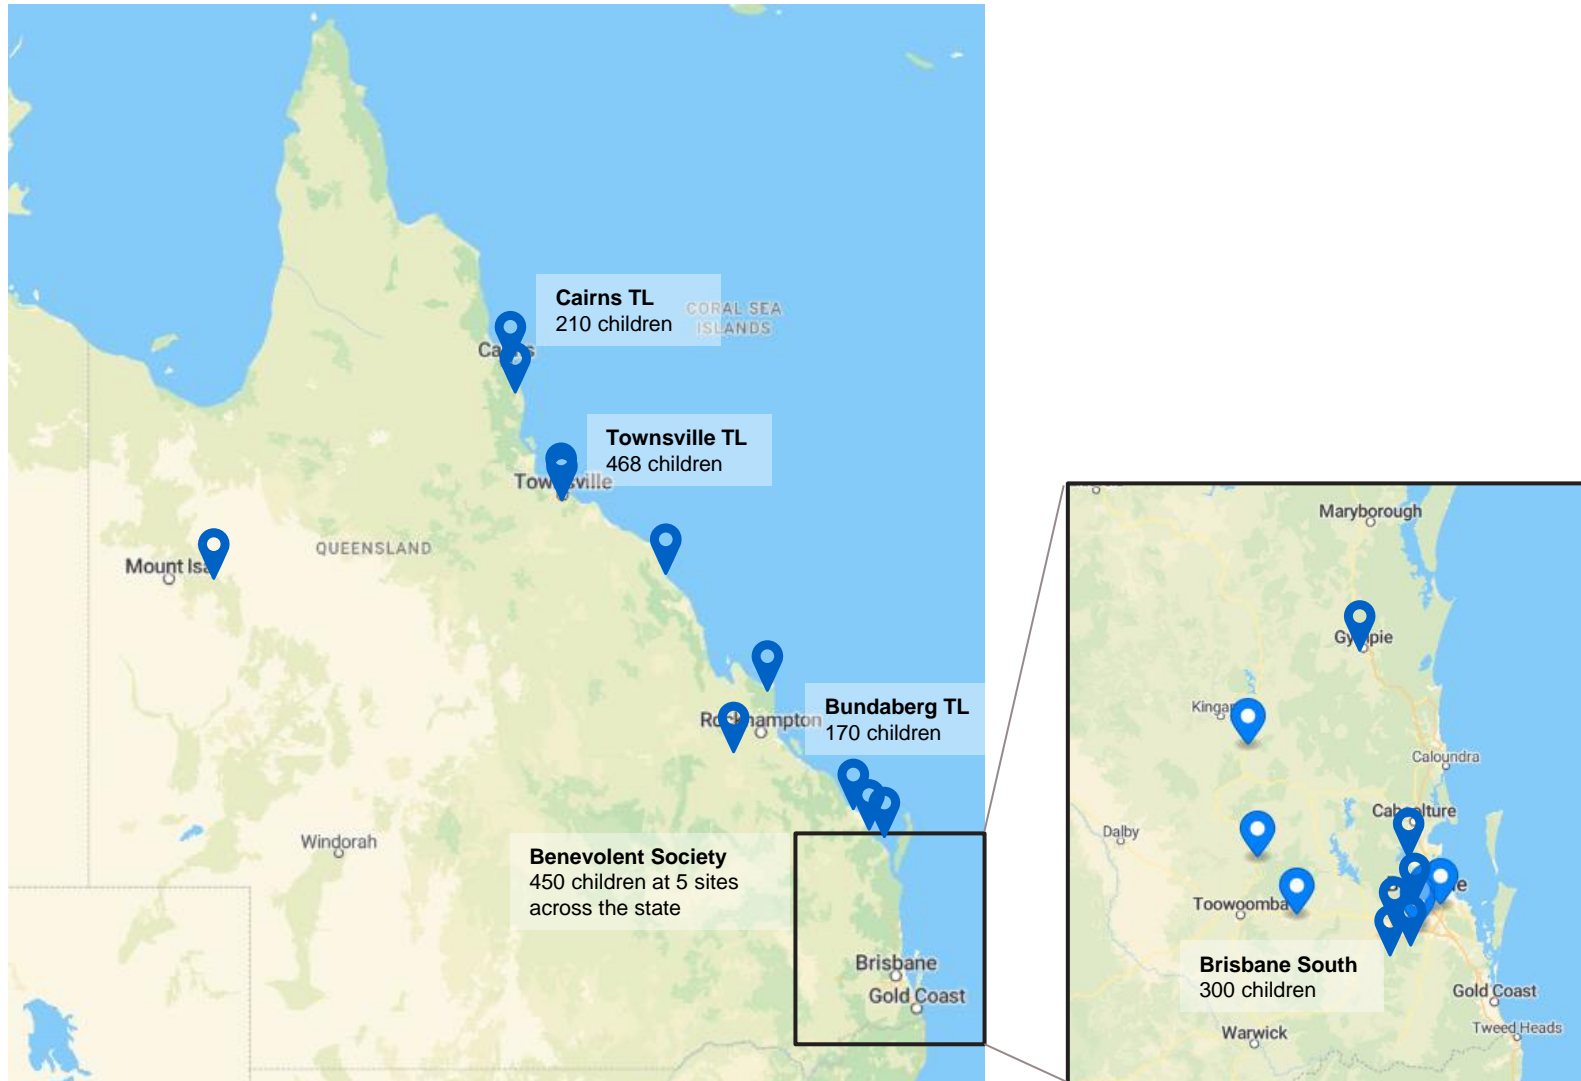 Cairns TL
210 children
CORAL SEA
ISLANDS
Townsville TL
468 children
QUEENSLAND
Bundaberg TL
170 children
Windorah
Benevolent Society
450 children at 5 sites
across the state
Brisbane
Gold Coast
Maryborough
Caloundra
Dalby
Toowoomba
Brisbane South
300 children
Gold Coast
Warwick
Tweed Heads